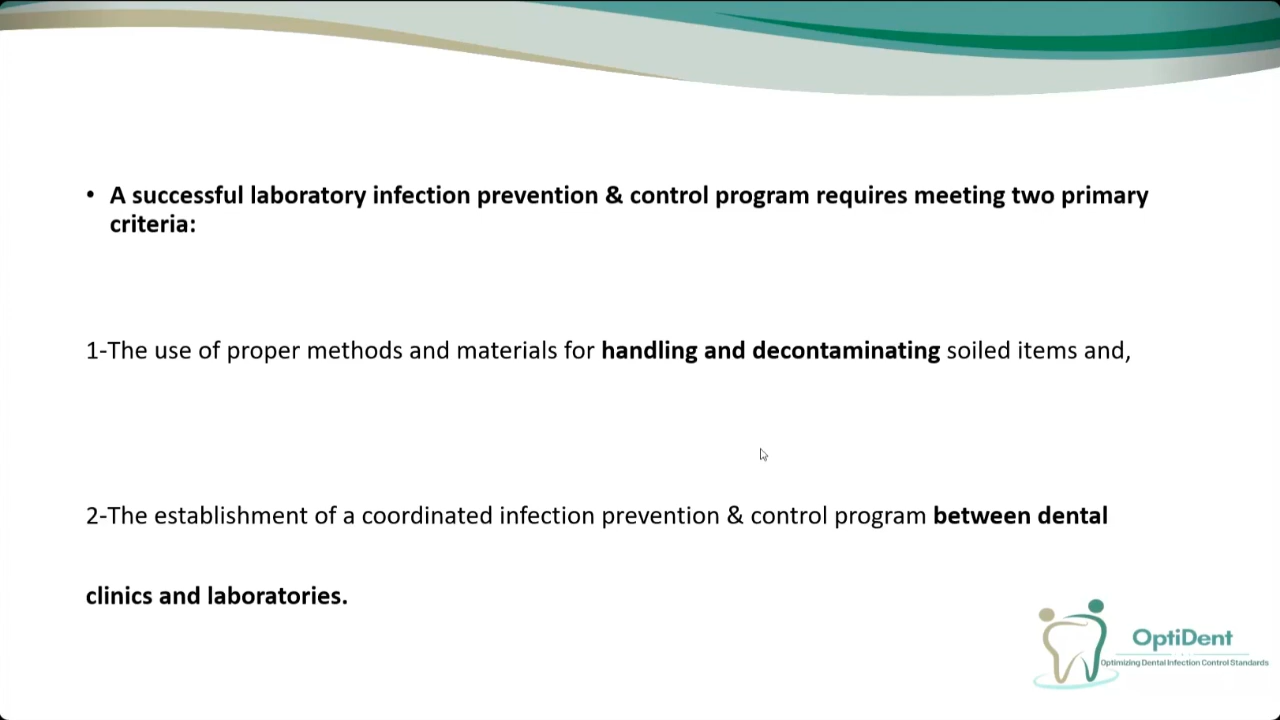 • A successful laboratory infection prevention & control program requires meeting two primary
criteria:
1-The use of proper methods and materials for handling and decontaminating soiled items and,
2-The establishment of a coordinated infection prevention & control program between dental
clinics and laboratories.
OptiDent
Optimizing Dental Infection Control Standards